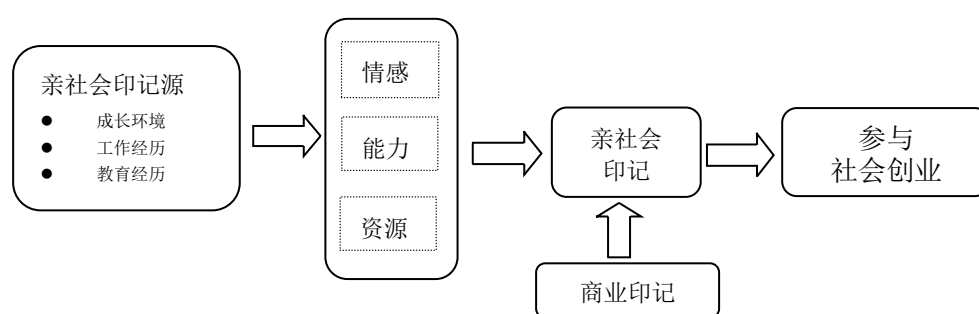 亲社会印记源
● 成长环境
● 工作经历
● 教育经历
情感
能力
资源
亲社会
印记
商业印记
参与
社会创业